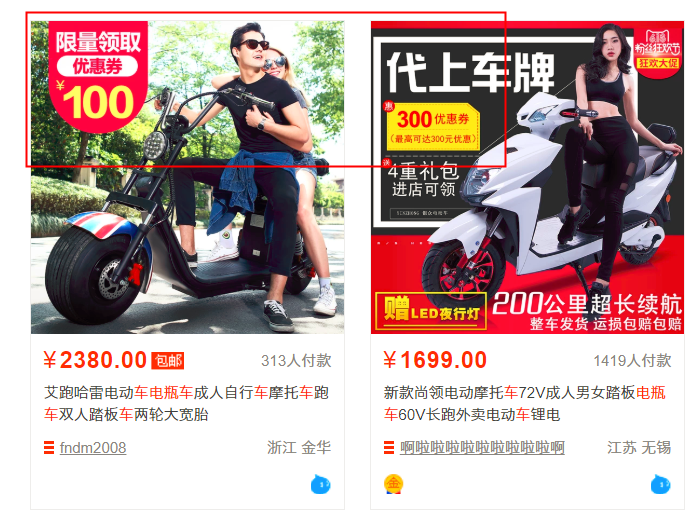 限量领取
优惠券
¥100
代上车牌
粉丝狂欢节
狂欢大促
惠
300优惠券
(最高可达300元优惠)
送
4重礼包
进店可领
赠LED夜行灯
200公里超长续航
整车发货 运损包赔包赔
¥2380.00 包邮 313人付款
艾跑哈雷电动车电瓶车成人自行车摩托车跑
车双人踏板车两轮大宽胎
fndm2008 浙江 金华
¥1699.00 1419人付款
新款尚领电动摩托车72V成人男女踏板电瓶
车60V长跑外卖电动车锂电
啊啦啦啦啦啦啦啦啦啦啊 江苏 无锡
金